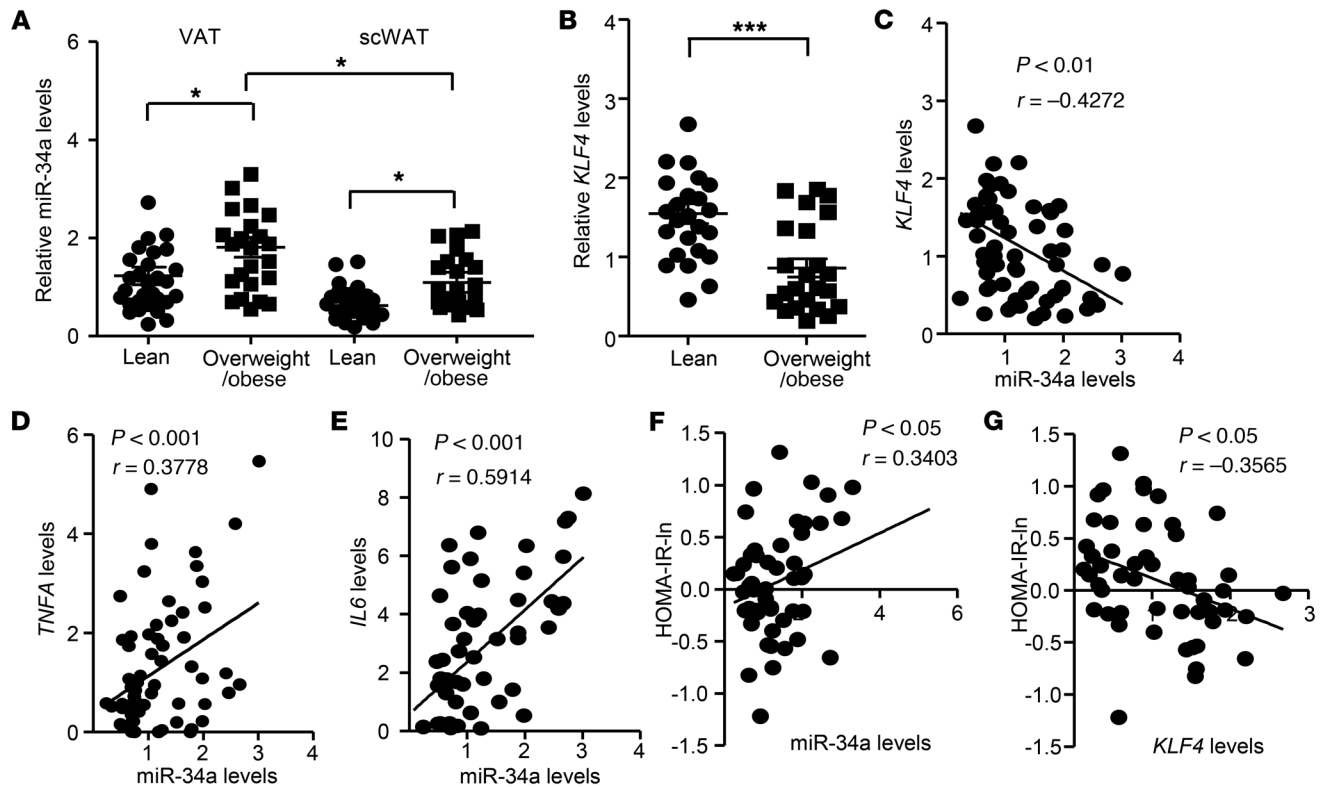 A
VAT
scWAT
Relative miR-34a levels
6
4
2
0
*
*
*
Lean
Overweight
/obese
Lean
Overweight
/obese
B
Relative KLF4 levels
4
3
2
1
0
***
Lean
Overweight
/obese
C
KLF4 levels
4
3
2
1
0
P < 0.01
r = –0.4272
1 2 3 4
miR-34a levels
D
TNFA levels
6
4
2
0
P < 0.001
r = 0.3778
1 2 3 4
miR-34a levels
E
IL6 levels
10
8
6
4
2
0
P < 0.001
r = 0.5914
1 2 3 4
miR-34a levels
F
HOMA-IR-ln
1.5
1.0
0.5
0.0
-0.5
-1.0
-1.5
P < 0.05
r = 0.3403
4 6
miR-34a levels
G
HOMA-IR-ln
1.5
1.0
0.5
0.0
-0.5
-1.0
-1.5
P < 0.05
r = –0.3565
2 3
KLF4 levels